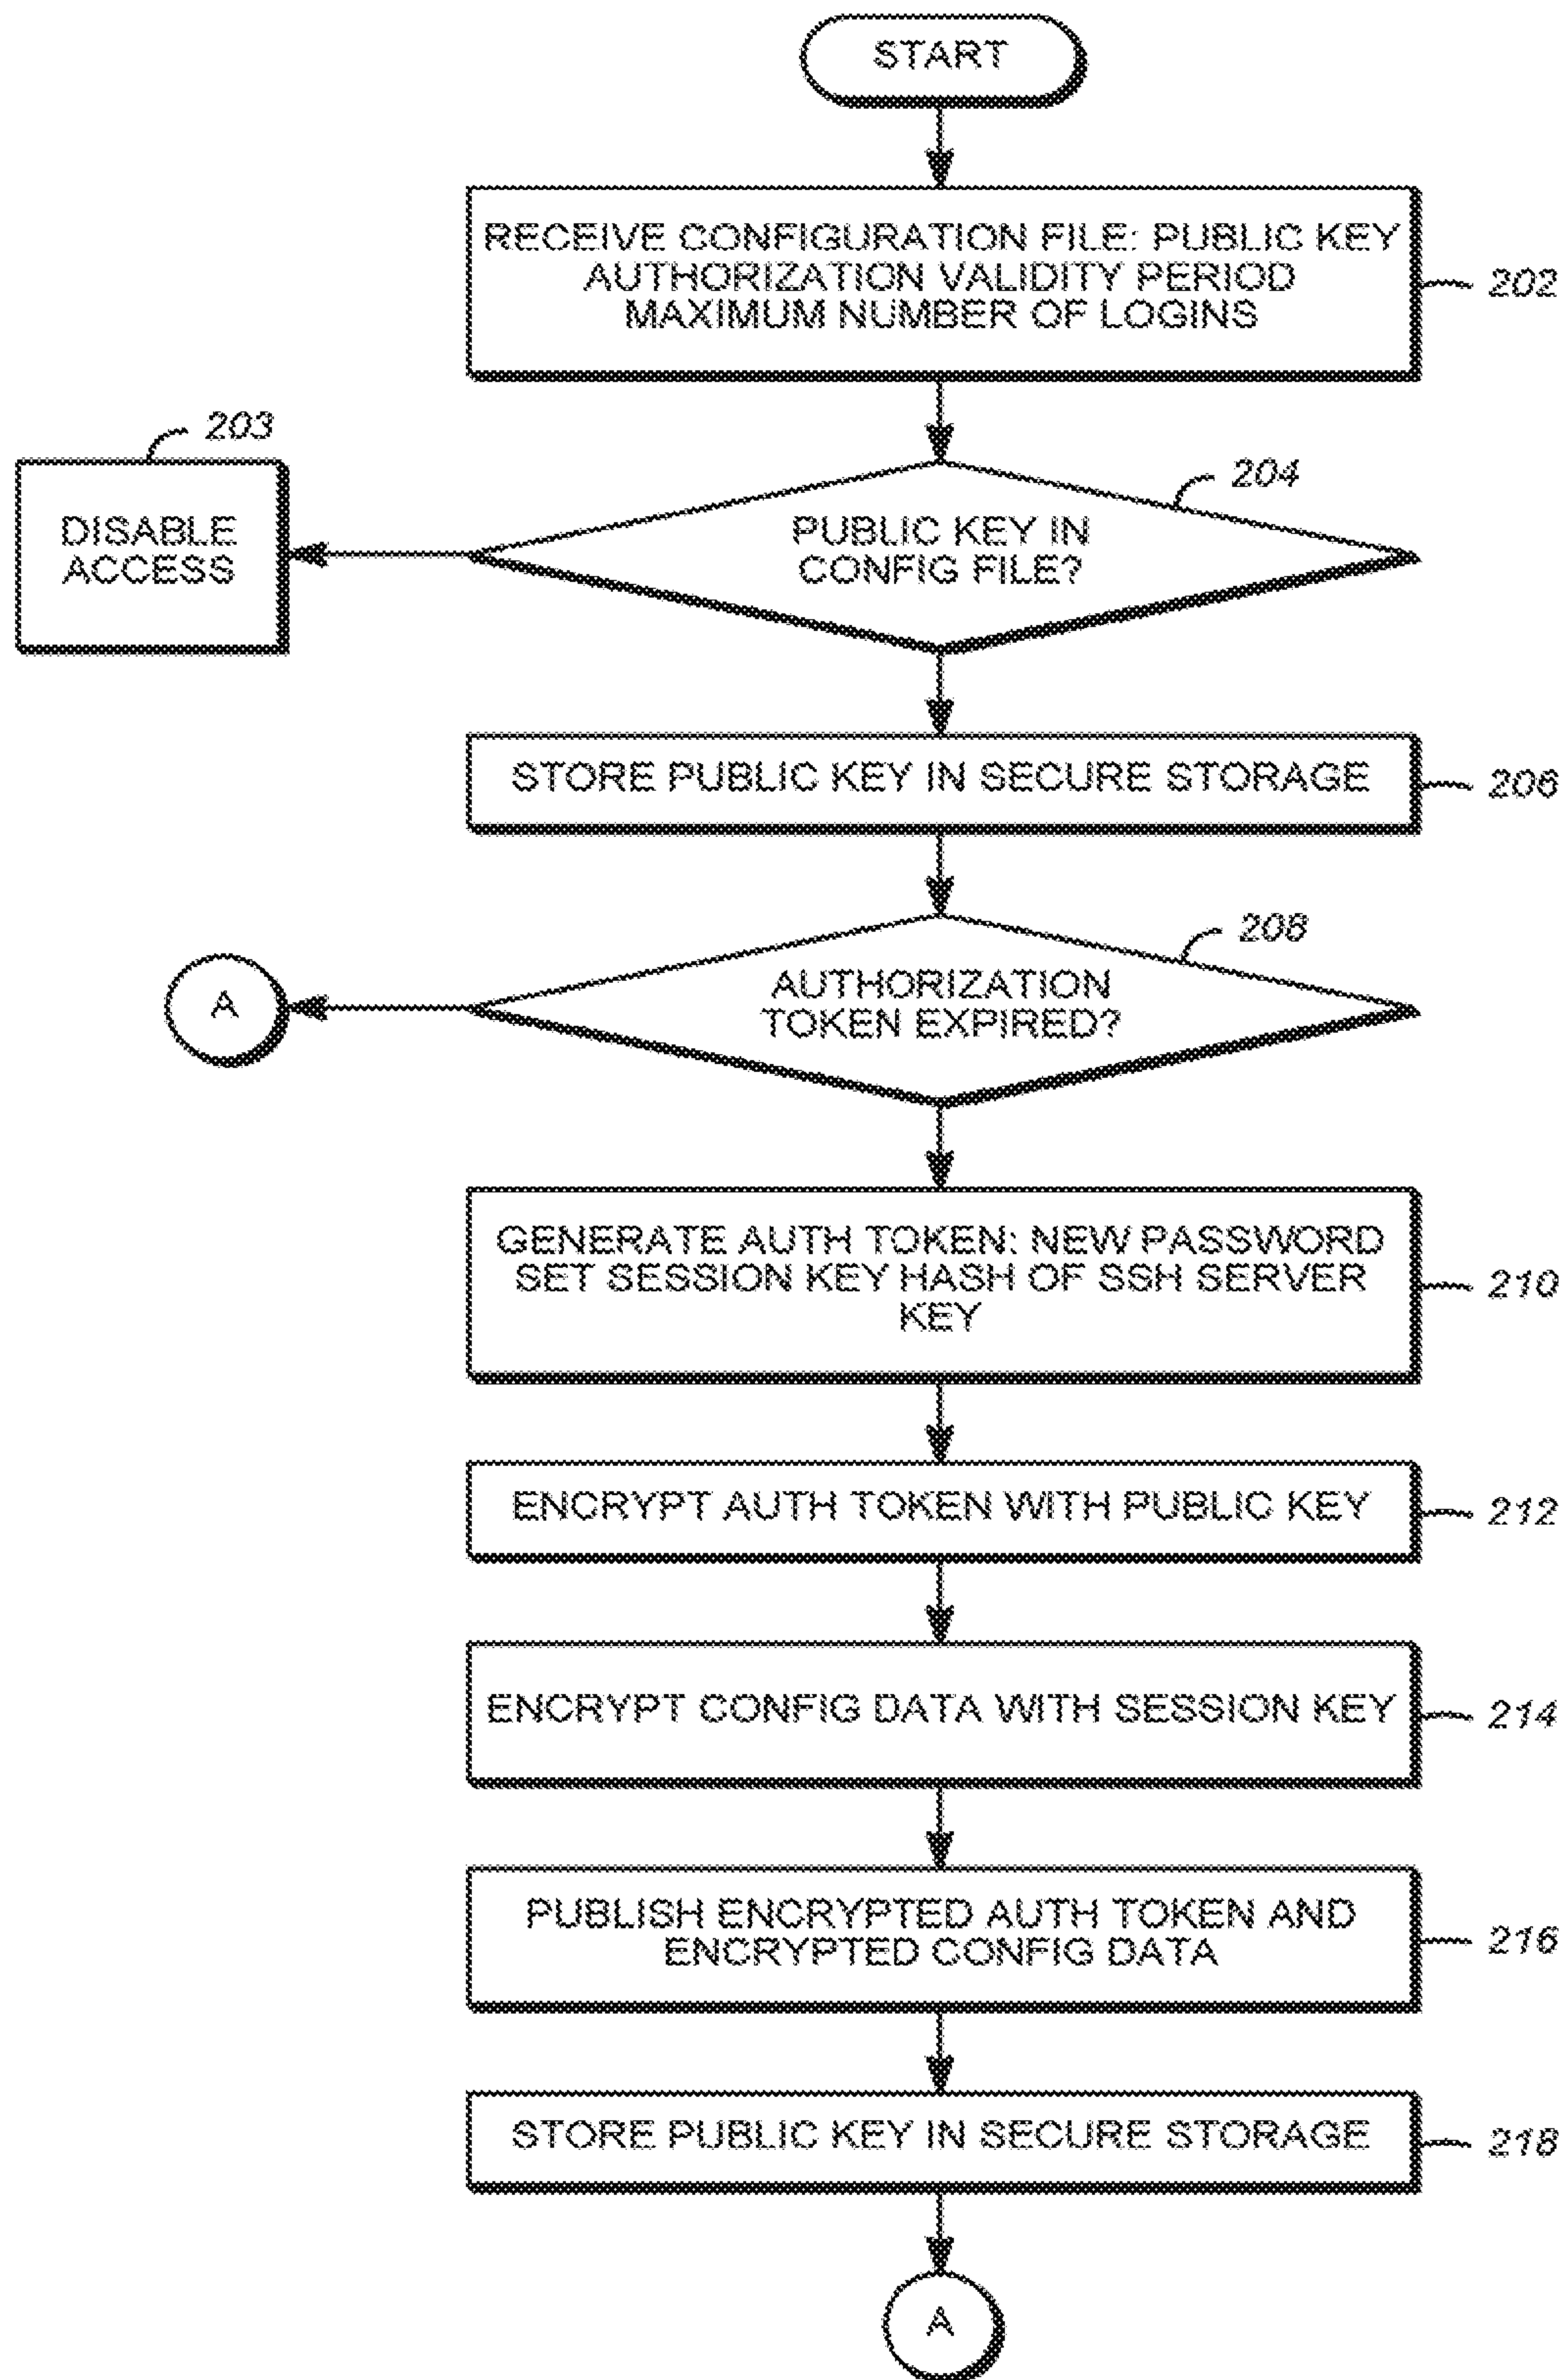 START
RECEIVE CONFIGURATION FILE: PUBLIC KEY
AUTHORIZATION VALIDITY PERIOD
MAXIMUM NUMBER OF LOGINS
202
203
DISABLE
ACCESS
204
PUBLIC KEY IN
CONFIG FILE?
STORE PUBLIC KEY IN SECURE STORAGE
206
208
AUTHORIZATION
TOKEN EXPIRED?
A
GENERATE AUTH TOKEN: NEW PASSWORD
SET SESSION KEY HASH OF SSH SERVER
KEY
210
ENCRYPT AUTH TOKEN WITH PUBLIC KEY
212
ENCRYPT CONFIG DATA WITH SESSION KEY
214
PUBLISH ENCRYPTED AUTH TOKEN AND
ENCRYPTED CONFIG DATA
216
STORE PUBLIC KEY IN SECURE STORAGE
218
A